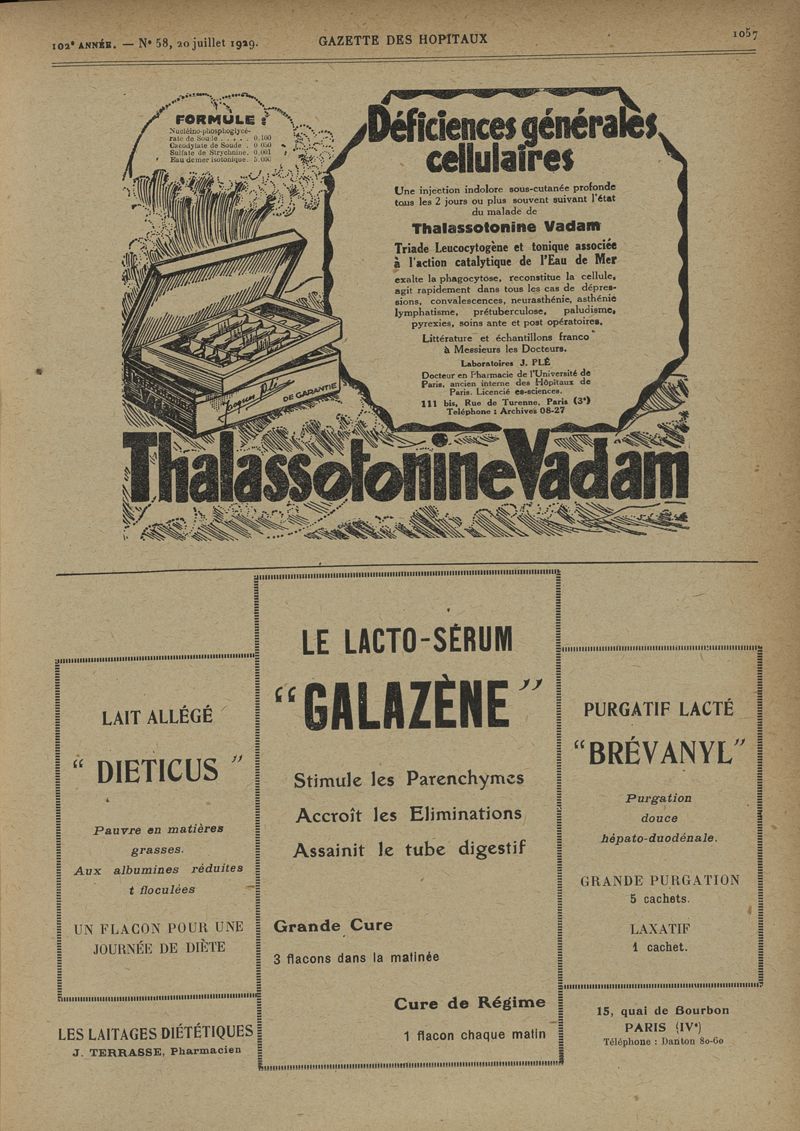 102e ANNÉE. — N° 58, 20 juillet 1929.
GAZETTE DES HOPITAUX
1057
FORMULE :
Nucléino-phosphoglycé-
rate de Soude . . . . . 0.100
Cacodylate de Soude . 0 050
Sulfate de Strychnine. 0,001
Eau de mer isotonique. 5.000
Déficiences générales
cellulaires
Une injection indolore sous-cutanée profonde
tous les 2 jours ou plus souvent suivant l'état
du malade de
Thalassotonine Vadam
Triade Leucocytogène et tonique associée
à l'action catalytique de l'Eau de Mer
exalte la phagocytose, reconstitue la cellule,
agit rapidement dans tous les cas de dépres-
sions, convalescences, neurasthénie, asthénie
lymphatisme, prétuberculose, paludisme,
pyrexies, soins ante et post opératoires.
Littérature et échantillons franco
à Messieurs les Docteurs.
Laboratoires J. PLÉ
Docteur en Pharmacie de l'Université de
Paris, ancien interne des Hôpitaux de
Paris. Licencié es-sciences.
111 bis, Rue de Turenne. Paris (3e)
Téléphone : Archives 08-27
Thalassotonine
Vadam
Jacques Plé
DE GARANTIE
Thalassotonine Vadam
LAIT ALLÉGÉ
“ DIETICUS ”
Pauvre en matières
grasses.
Aux albumines réduites
t floculées
UN FLACON POUR UNE
JOURNÉE DE DIÈTE
LES LAITAGES DIÉTÉTIQUES
J. TERRASSE, Pharmacien
LE LACTO-SÉRUM
“GALAZÈNE”
Stimule les Parenchymes
Accroît les Eliminations
Assainit le tube digestif
Grande Cure
3 flacons dans la matinée
Cure de Régime
1 flacon chaque matin
PURGATIF LACTÉ
“BRÉVANYL”
Purgation
douce
hépato-duodénale.
GRANDE PURGATION
5 cachets.
LAXATIF
1 cachet.
15, quai de Bourbon
PARIS (IVe)
Téléphone : Danton 80-60